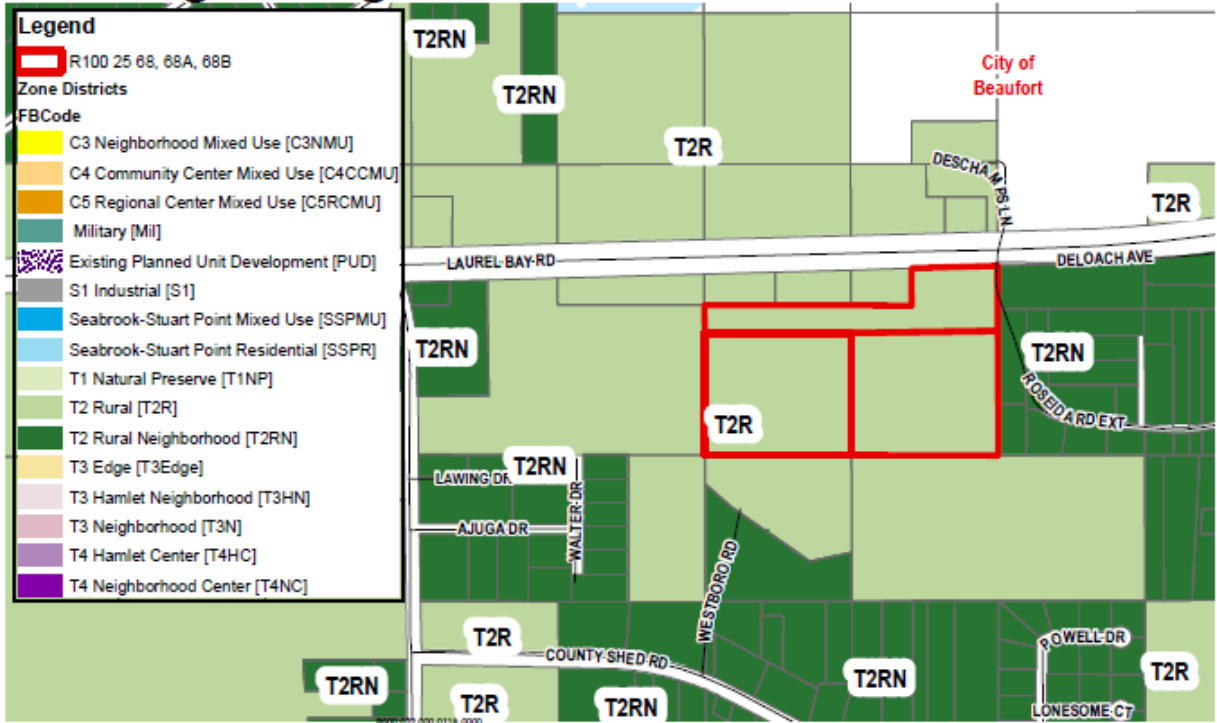 Legend
R100 25 68, 68A, 68B
Zone Districts
FBCode
C3 Neighborhood Mixed Use [C3NMU]
C4 Community Center Mixed Use [C4CCMU]
C5 Regional Center Mixed Use [C5RCMU]
Military [Mil]
Existing Planned Unit Development [PUD]
S1 Industrial [S1]
Seabrook-Stuart Point Mixed Use [SSPMU]
Seabrook-Stuart Point Residential [SSPR]
T1 Natural Preserve [T1NP]
T2 Rural [T2R]
T2 Rural Neighborhood [T2RN]
T3 Edge [T3Edge]
T3 Hamlet Neighborhood [T3HN]
T3 Neighborhood [T3N]
T4 Hamlet Center [T4HC]
T4 Neighborhood Center [T4NC]
T2RN
City of
Beaufort
T2RN
T2R
DESCHAMPS LN
T2R
LAUREL BAY RD
DELOACH AVE
T2RN
T2RN
ROSEIDA RD EXT
T2R
T2RN
LAWING DR
WALTER DR
AJUGA DR
WESTBORO RD
T2R
POWELL DR
COUNTY SHED RD
T2R
T2RN
T2RN
T2R
T2RN
LONESOME CT